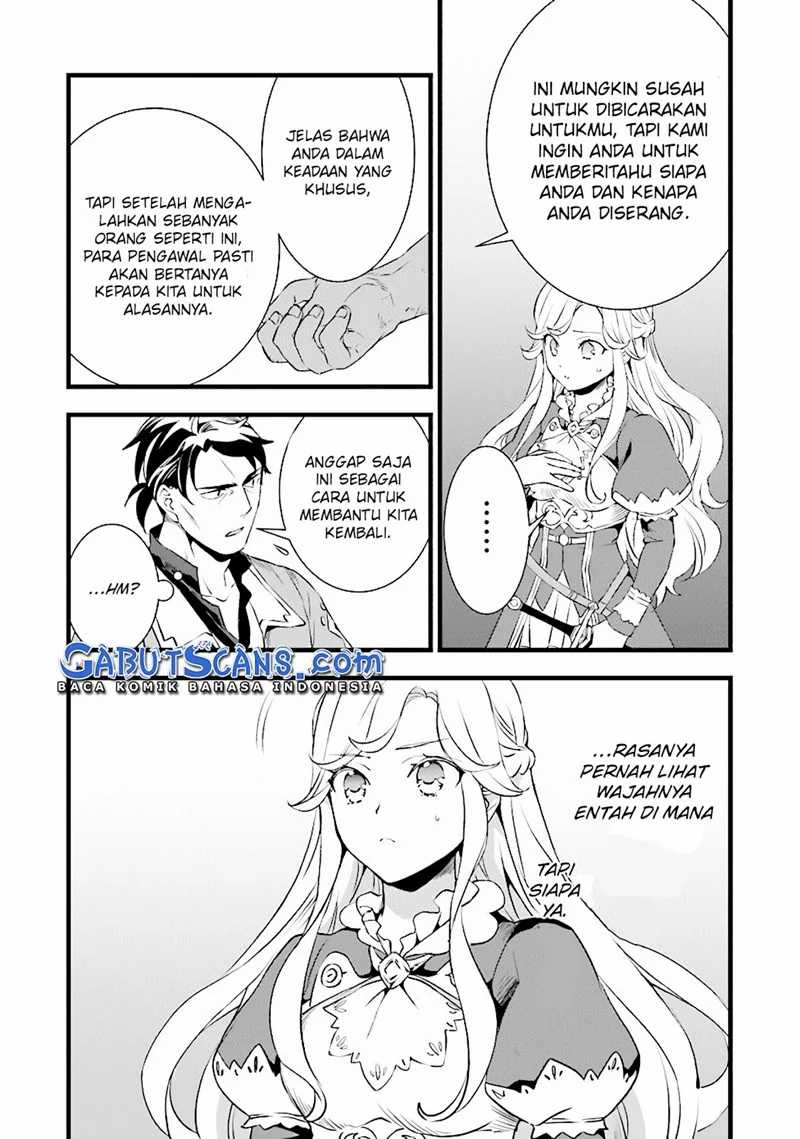 INI MUNGKIN SUSAH
UNTUK DIBICARAKAN
UNTUKMU, TAPI KAMI
INGIN ANDA UNTUK
MEMBERITAHU SIAPA
ANDA DAN KENAPA
ANDA DISERANG.
......
JELAS BAHWA
ANDA DALAM
KEADAAN YANG
KHUSUS,
TAPI SETELAH MENGA-
LAHKAN SEBANYAK
ORANG SEPERTI INI,
PARA PENGAWAL PASTI
AKAN BERTANYA
KEPADA KITA UNTUK
ALASANNYA.
ANGGAP SAJA
INI SEBAGAI
CARA UNTUK
MEMBANTU KITA
KEMBALI.
...HM?
GABUTSCANS.COM
BACA KOMIK BAHASA INDONESIA
...RASANYA
PERNAH LIHAT
WAJAHNYA
ENTAH DI MANA
TAPI
SIAPA
YA.